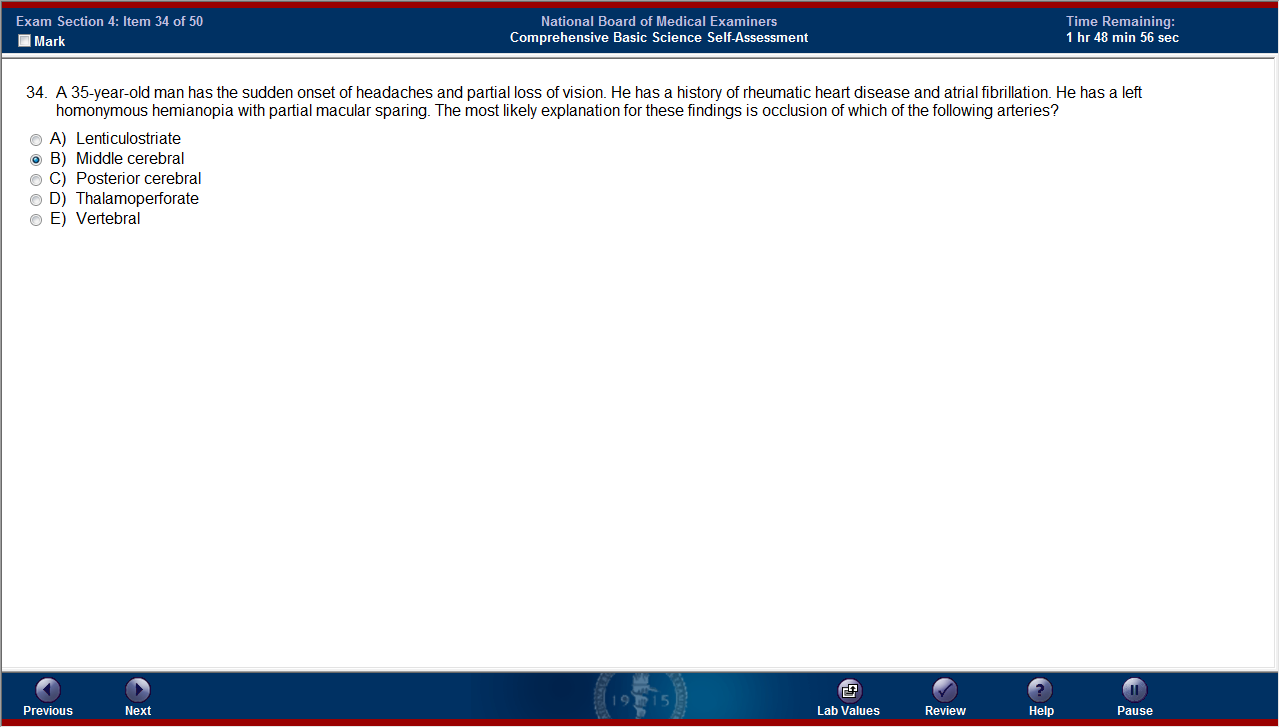 Exam Section 4: Item 34 of 50
National Board of Medical Examiners
Time Remaining:
Mark
Comprehensive Basic Science Self-Assessment
1 hr 48 min 56 sec
34. A 35-year-old man has the sudden onset of headaches and partial loss of vision. He has a history of rheumatic heart disease and atrial fibrillation. He has a left
homonymous hemianopia with partial macular sparing. The most likely explanation for these findings is occlusion of which of the following arteries?
A) Lenticulostriate
B) Middle cerebral
C) Posterior cerebral
D) Thalamoperforate
E) Vertebral
1915
Previous
Next
Lab Values
Review
Help
Pause